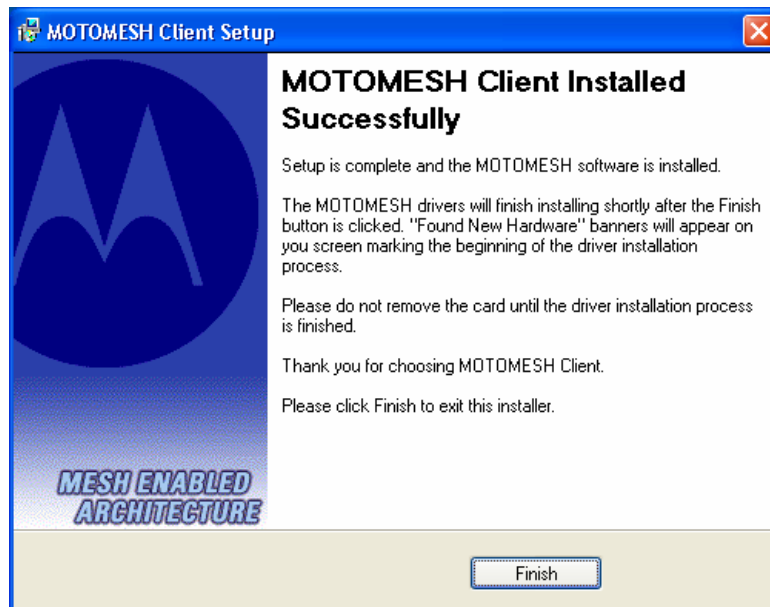 MOTOMESH Client Setup
MOTOMESH Client Installed
Successfully
Setup is complete and the MOTOMESH software is installed.
The MOTOMESH drivers will finish installing shortly after the Finish
button is clicked. "Found New Hardware" banners will appear on
you screen marking the beginning of the driver installation
process.
Please do not remove the card until the driver installation process
is finished.
Thank you for choosing MOTOMESH Client.
Please click Finish to exit this installer.
MESH ENABLED
ARCHITECTURE
Finish